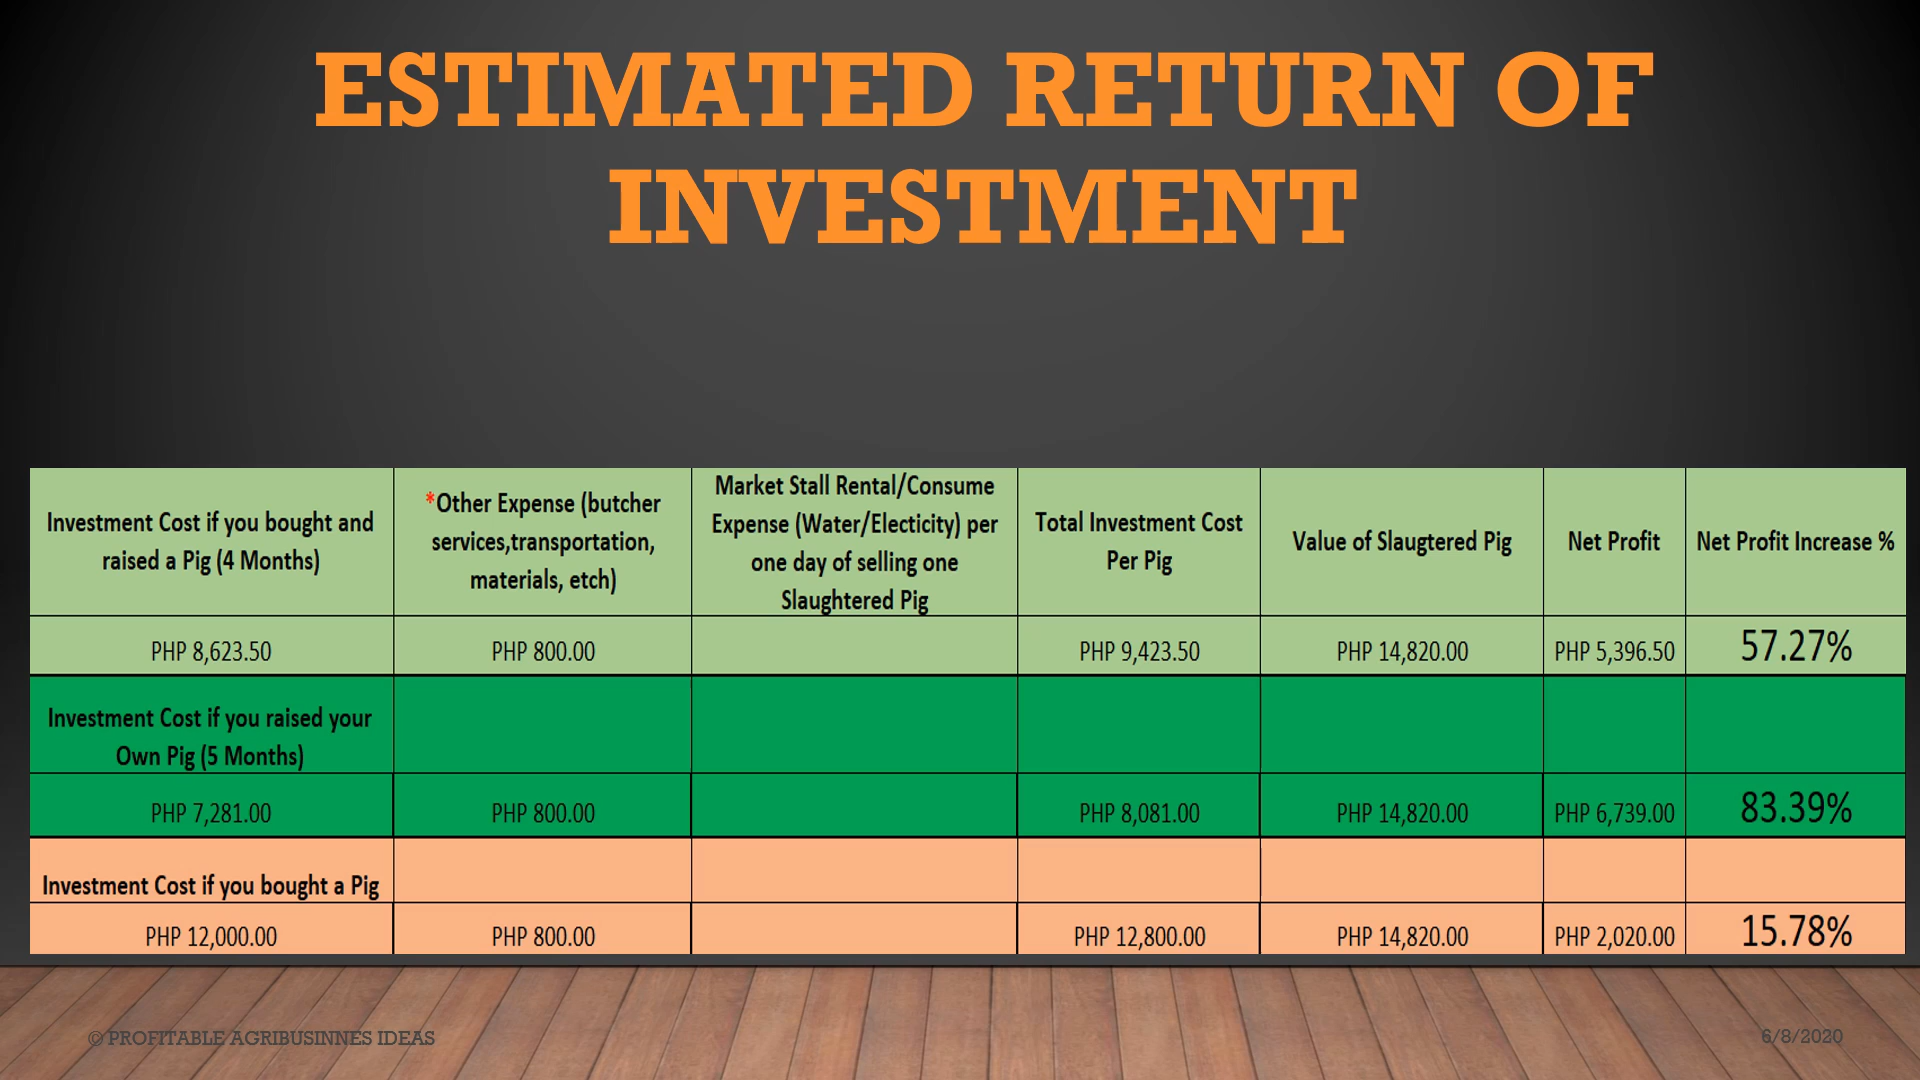 ESTIMATED RETURN OF
INVESTMENT
Investment Cost if you bought and
raised a Pig (4 Months)
*Other Expense (butcher
services,transportation,
materials, etch)
Market Stall Rental/Consume
Expense (Water/Electicity) per
one day of selling one
Slaughtered Pig
Total Investment Cost
Per Pig
Value of Slaugtered Pig
Net Profit
Net Profit Increase %
PHP 8,623.50
PHP 800.00
PHP 9,423.50
PHP 14,820.00
PHP 5,396.50
57.27%
Investment Cost if you raised your
Own Pig (5 Months)
PHP 7,281.00
PHP 800.00
PHP 8,081.00
PHP 14,820.00
PHP 6,739.00
83.39%
Investment Cost if you bought a Pig
PHP 12,000.00
PHP 800.00
PHP 12,800.00
PHP 14,820.00
PHP 2,020.00
15.78%
© PROFITABLE AGRIBUSINNES IDEAS
6/8/2020